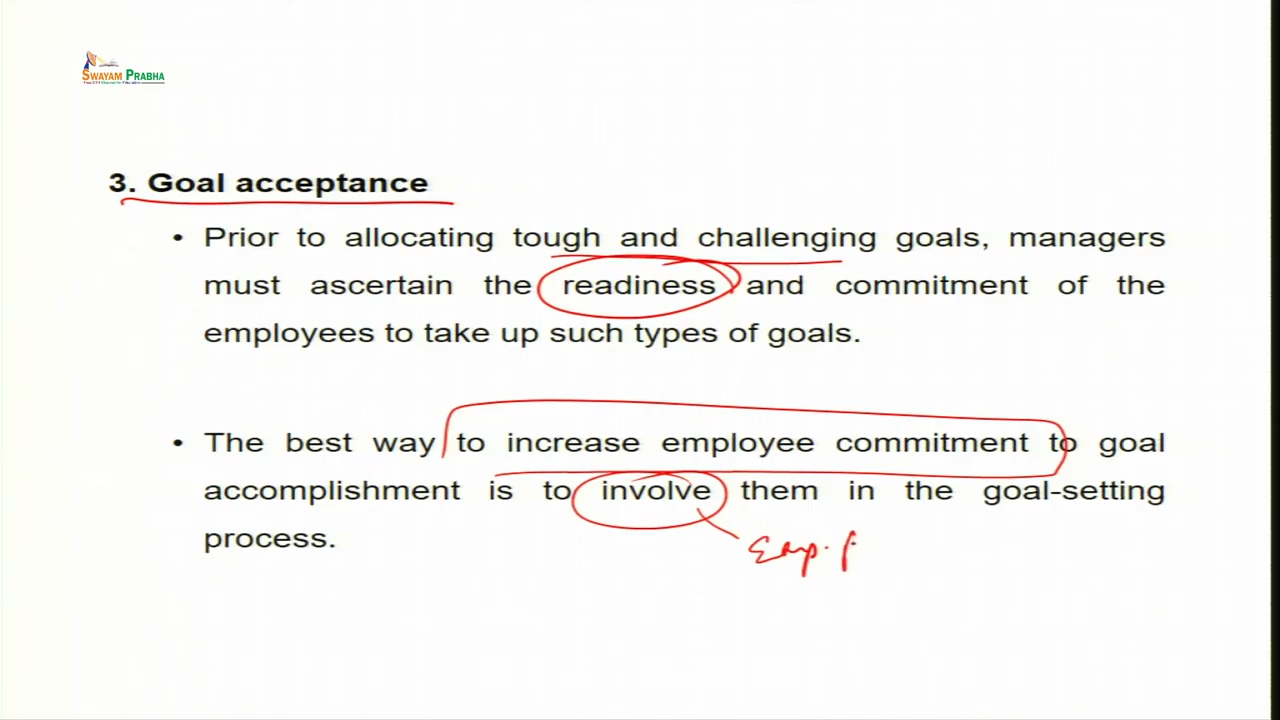 SWAYAM PRABHA
3. Goal acceptance
• Prior to allocating tough and challenging goals, managers
must ascertain the readiness and commitment of the
employees to take up such types of goals.
• The best way to increase employee commitment to goal
accomplishment is to involve them in the goal-setting
process.
Emp. P